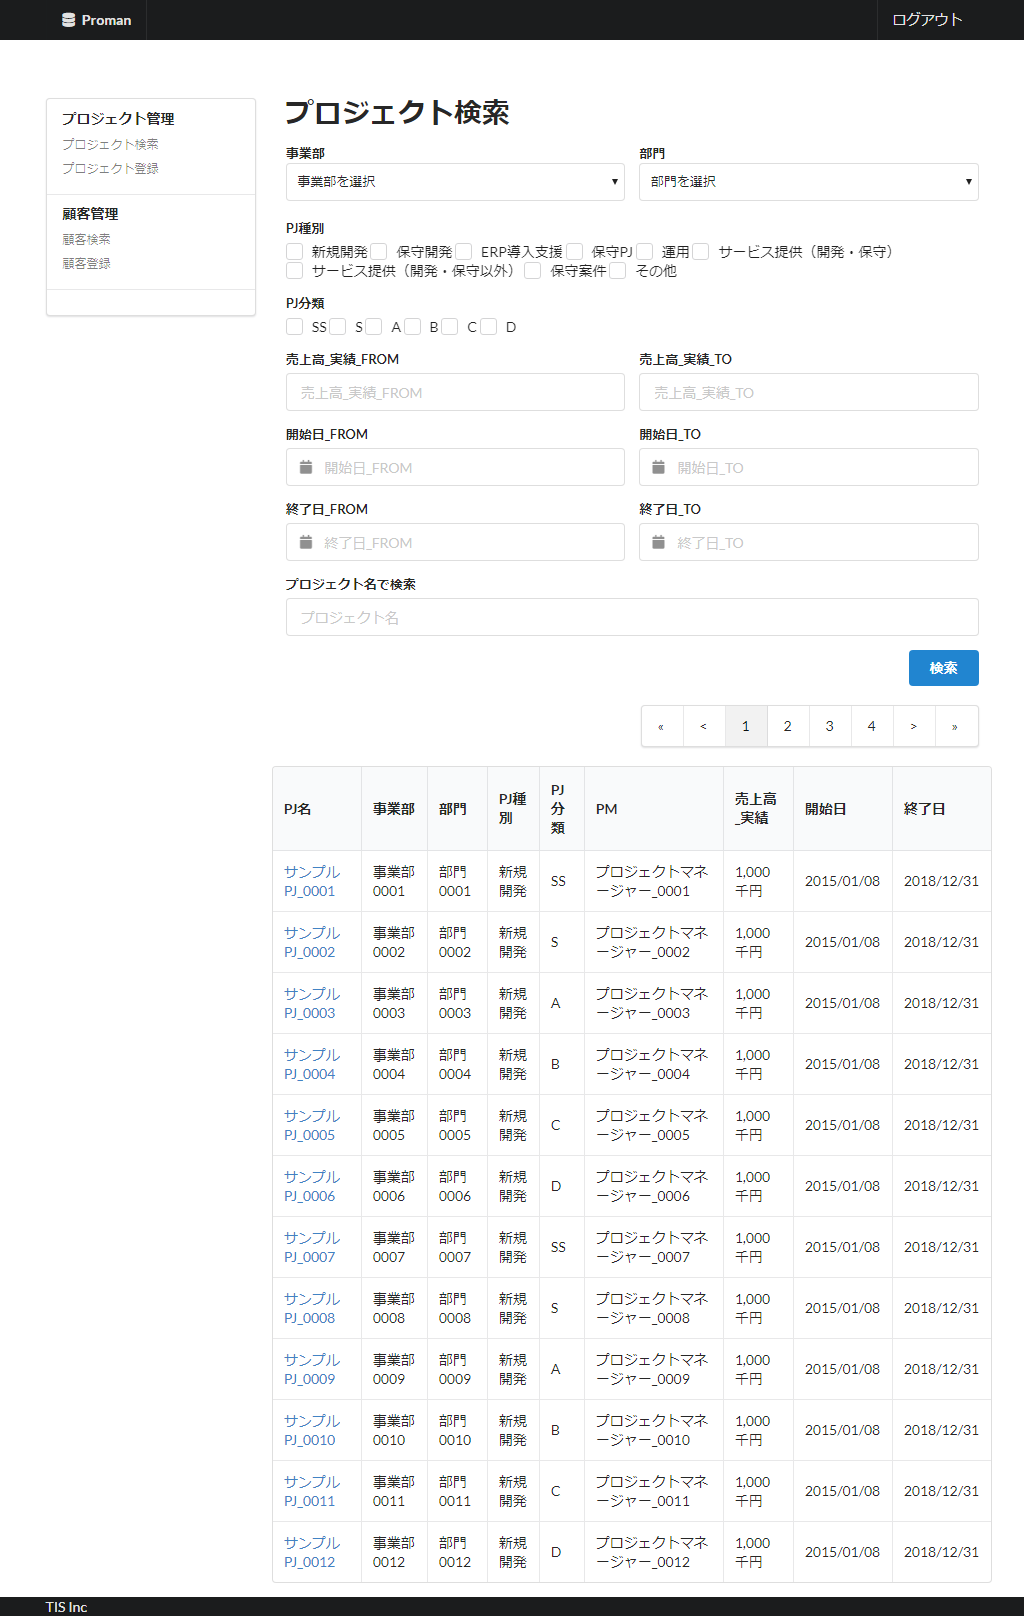 Proman
ログアウト
プロジェクト管理
プロジェクト検索
プロジェクト登録
顧客管理
顧客検索
顧客登録
プロジェクト検索
事業部 部門
事業部を選択 部門を選択
PJ種別
新規開発 保守開発 ERP導入支援 保守PJ 運用 サービス提供（開発・保守）
サービス提供（開発・保守以外） 保守案件 その他
PJ分類
SS S A B C D
売上高_実績_FROM 売上高_実績_TO
売上高_実績_FROM 売上高_実績_TO
開始日_FROM 開始日_TO
開始日_FROM 開始日_TO
終了日_FROM 終了日_TO
終了日_FROM 終了日_TO
プロジェクト名で検索
プロジェクト名
検索
« < 1 2 3 4 > »
PJ名 事業部 部門 PJ種別 PJ分類 PM 売上高_実績 開始日 終了日
サンプルPJ_0001 事業部0001 部門0001 新規開発 SS プロジェクトマネージャー_0001 1,000千円 2015/01/08 2018/12/31
サンプルPJ_0002 事業部0002 部門0002 新規開発 S プロジェクトマネージャー_0002 1,000千円 2015/01/08 2018/12/31
サンプルPJ_0003 事業部0003 部門0003 新規開発 A プロジェクトマネージャー_0003 1,000千円 2015/01/08 2018/12/31
サンプルPJ_0004 事業部0004 部門0004 新規開発 B プロジェクトマネージャー_0004 1,000千円 2015/01/08 2018/12/31
サンプルPJ_0005 事業部0005 部門0005 新規開発 C プロジェクトマネージャー_0005 1,000千円 2015/01/08 2018/12/31
サンプルPJ_0006 事業部0006 部門0006 新規開発 D プロジェクトマネージャー_0006 1,000千円 2015/01/08 2018/12/31
サンプルPJ_0007 事業部0007 部門0007 新規開発 SS プロジェクトマネージャー_0007 1,000千円 2015/01/08 2018/12/31
サンプルPJ_0008 事業部0008 部門0008 新規開発 S プロジェクトマネージャー_0008 1,000千円 2015/01/08 2018/12/31
サンプルPJ_0009 事業部0009 部門0009 新規開発 A プロジェクトマネージャー_0009 1,000千円 2015/01/08 2018/12/31
サンプルPJ_0010 事業部0010 部門0010 新規開発 B プロジェクトマネージャー_0010 1,000千円 2015/01/08 2018/12/31
サンプルPJ_0011 事業部0011 部門0011 新規開発 C プロジェクトマネージャー_0011 1,000千円 2015/01/08 2018/12/31
サンプルPJ_0012 事業部0012 部門0012 新規開発 D プロジェクトマネージャー_0012 1,000千円 2015/01/08 2018/12/31
TIS Inc